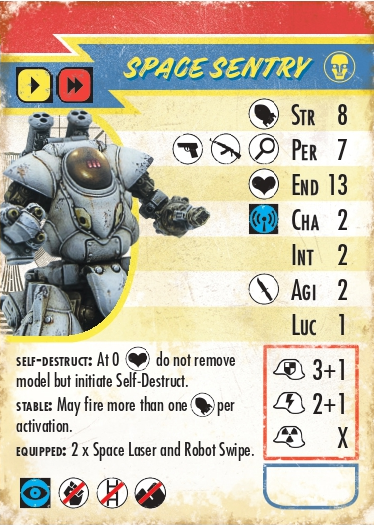 SPACE SENTRY
STR 8
PER 7
END 13
CHA 2
INT 2
AGI 2
LUC 1
SELF-DESTRUCT: At 0 do not remove
model but initiate Self-Destruct.
STABLE: May fire more than one per
activation.
EQUIPPED: 2 x Space Laser and Robot Swipe.
3+1
2+1
X